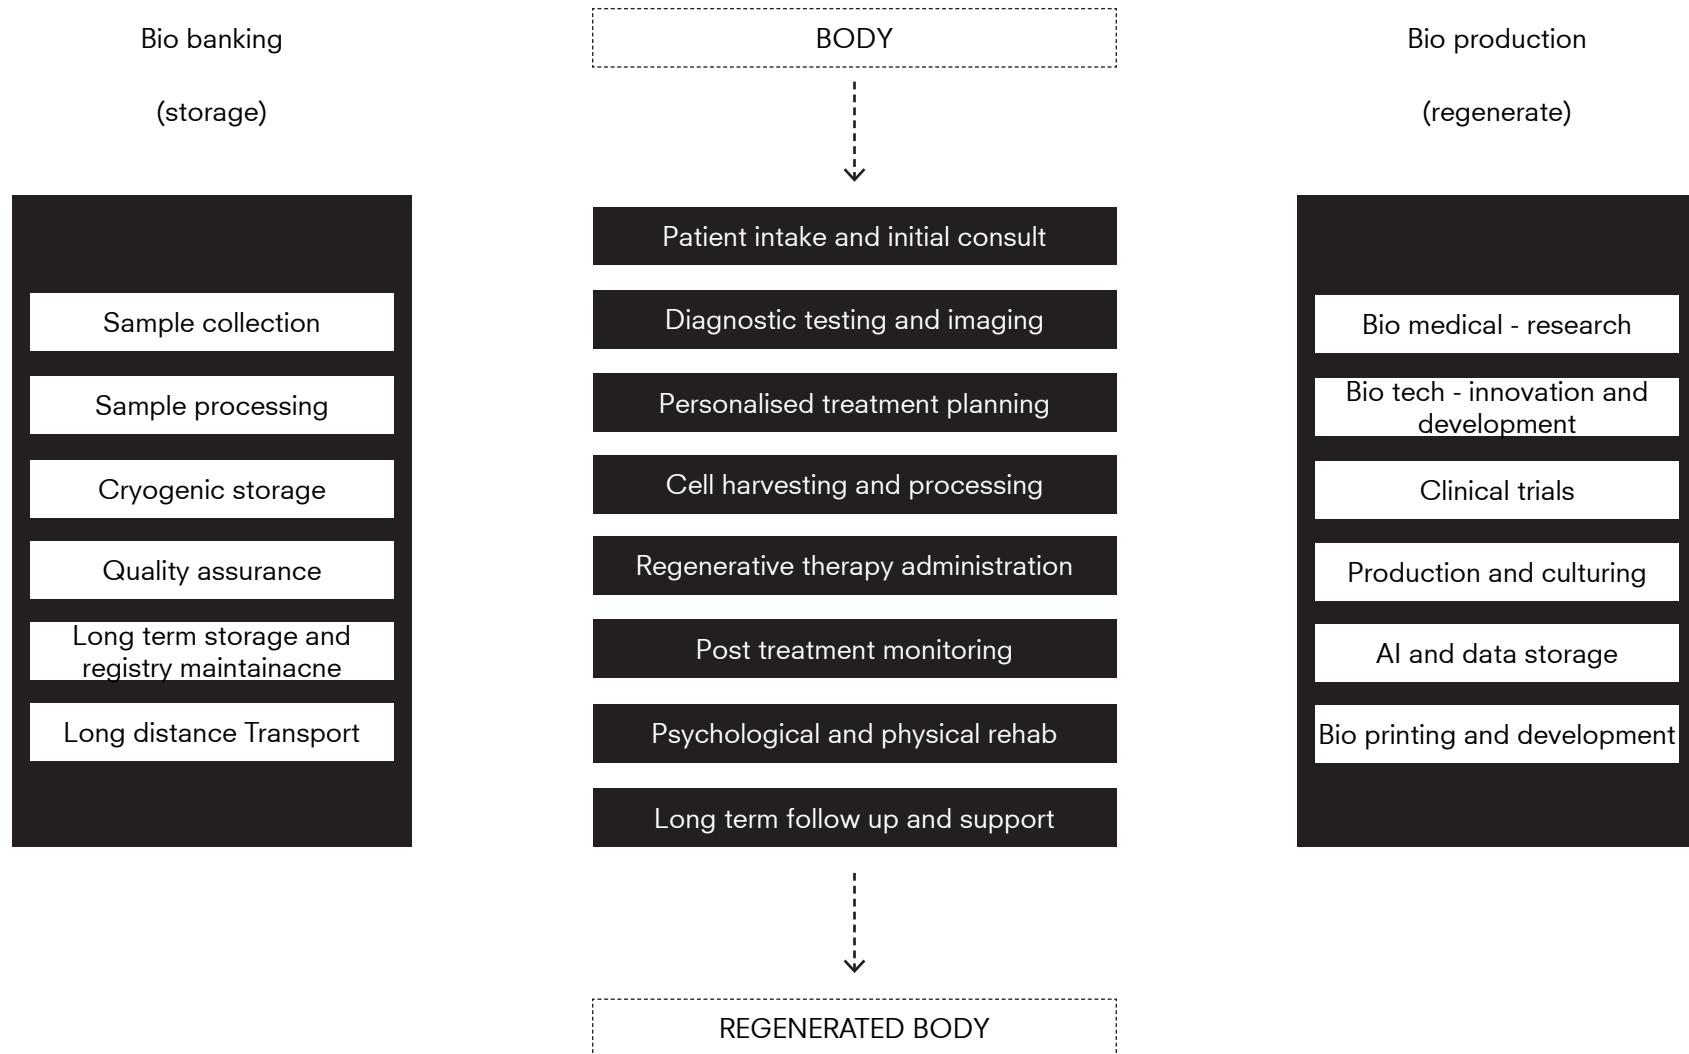 Bio banking
(storage)
Sample collection
Sample processing
Cryogenic storage
Quality assurance
Long term storage and
registry maintainacne
Long distance Transport
BODY
Patient intake and initial consult
Diagnostic testing and imaging
Personalised treatment planning
Cell harvesting and processing
Regenerative therapy administration
Post treatment monitoring
Psychological and physical rehab
Long term follow up and support
REGENERATED BODY
Bio production
(regenerate)
Bio medical - research
Bio tech - innovation and
development
Clinical trials
Production and culturing
AI and data storage
Bio printing and development